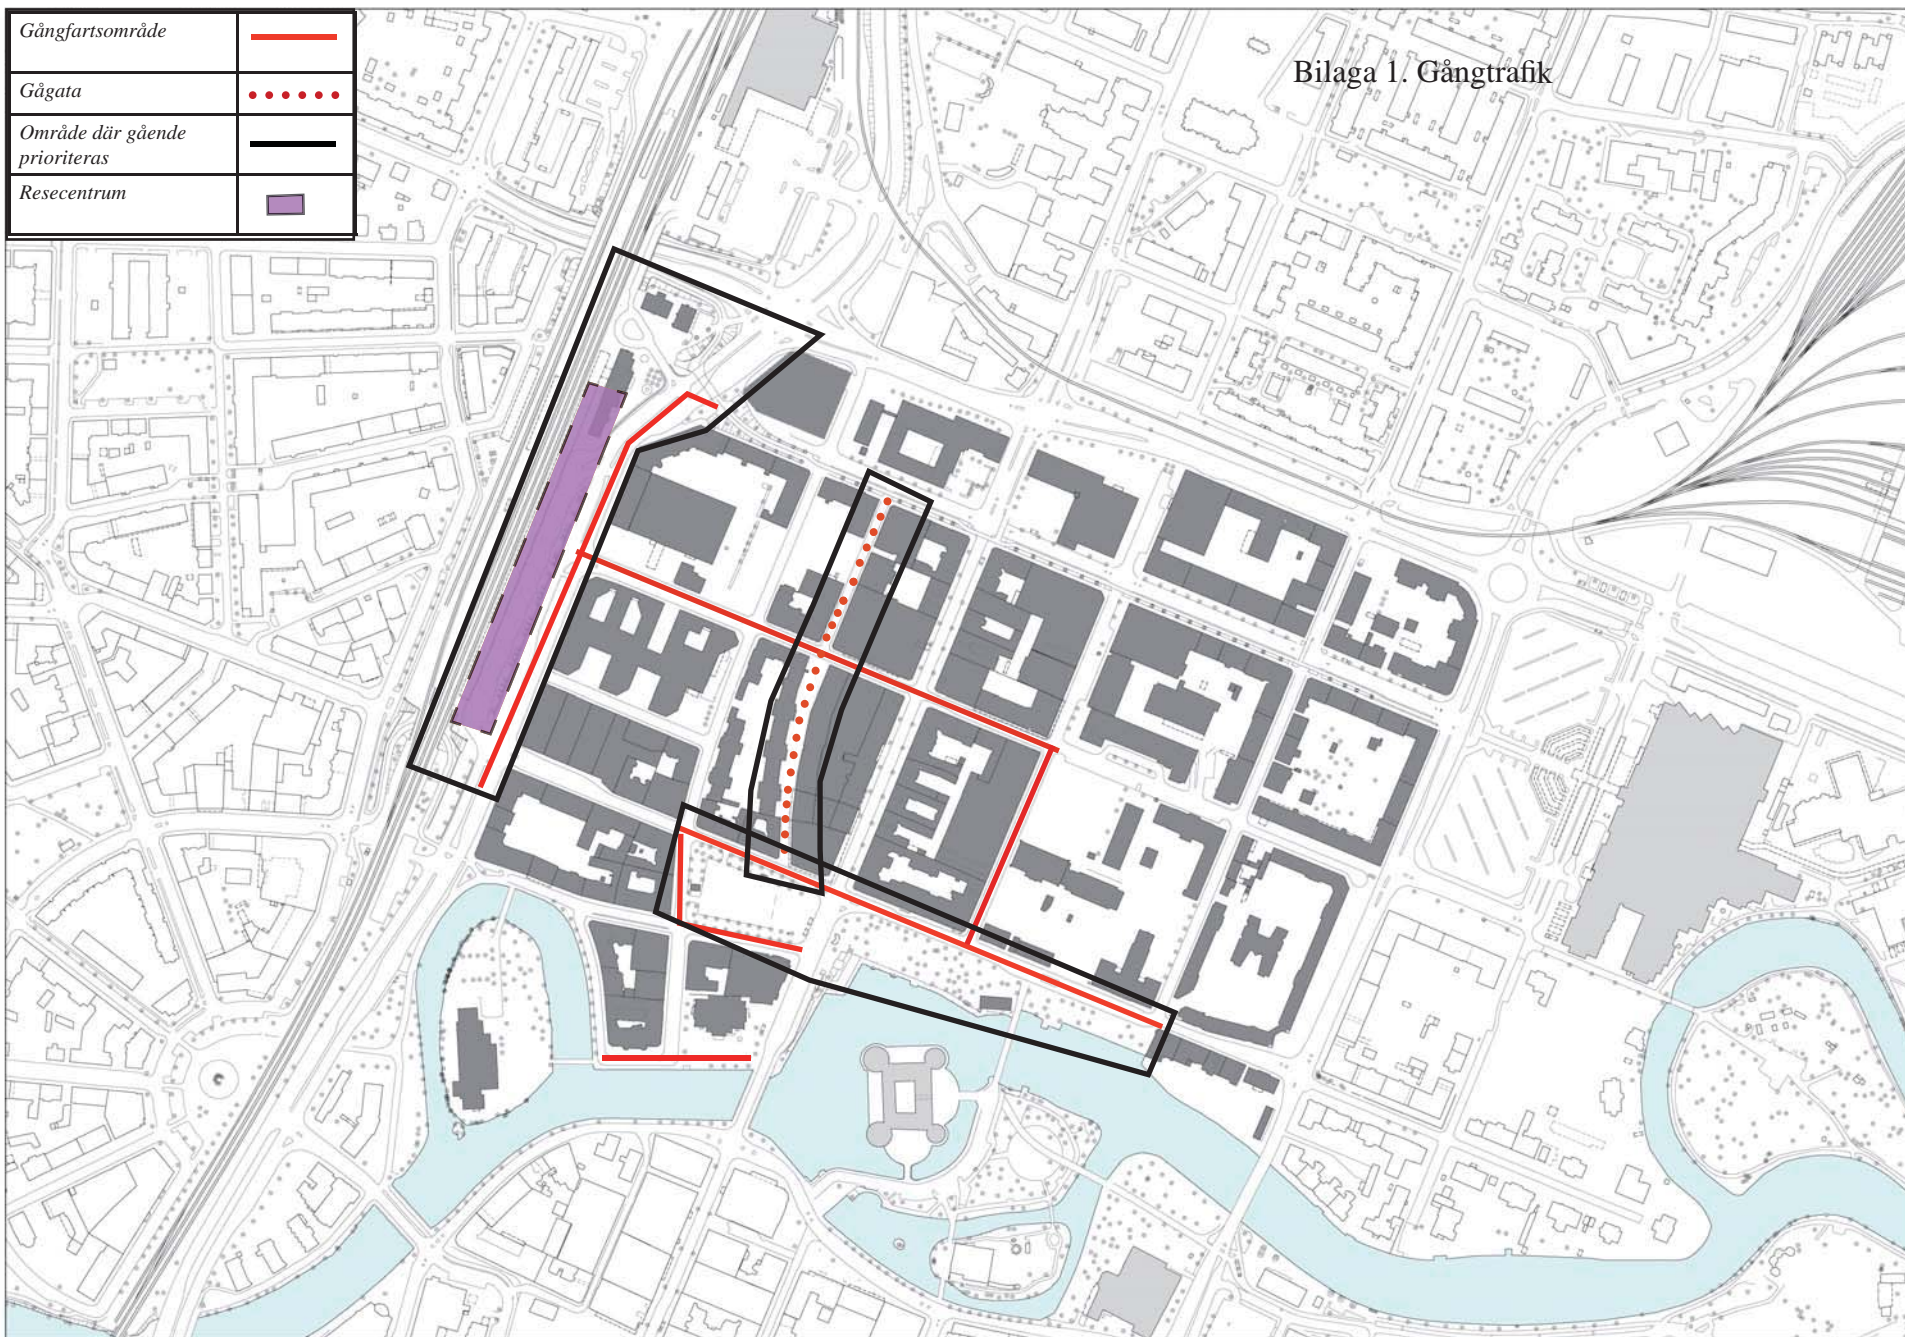 Gångfartsområde
Gågata
Område där gående
prioriteras
Resecentrum
Bilaga 1. Gångtrafik